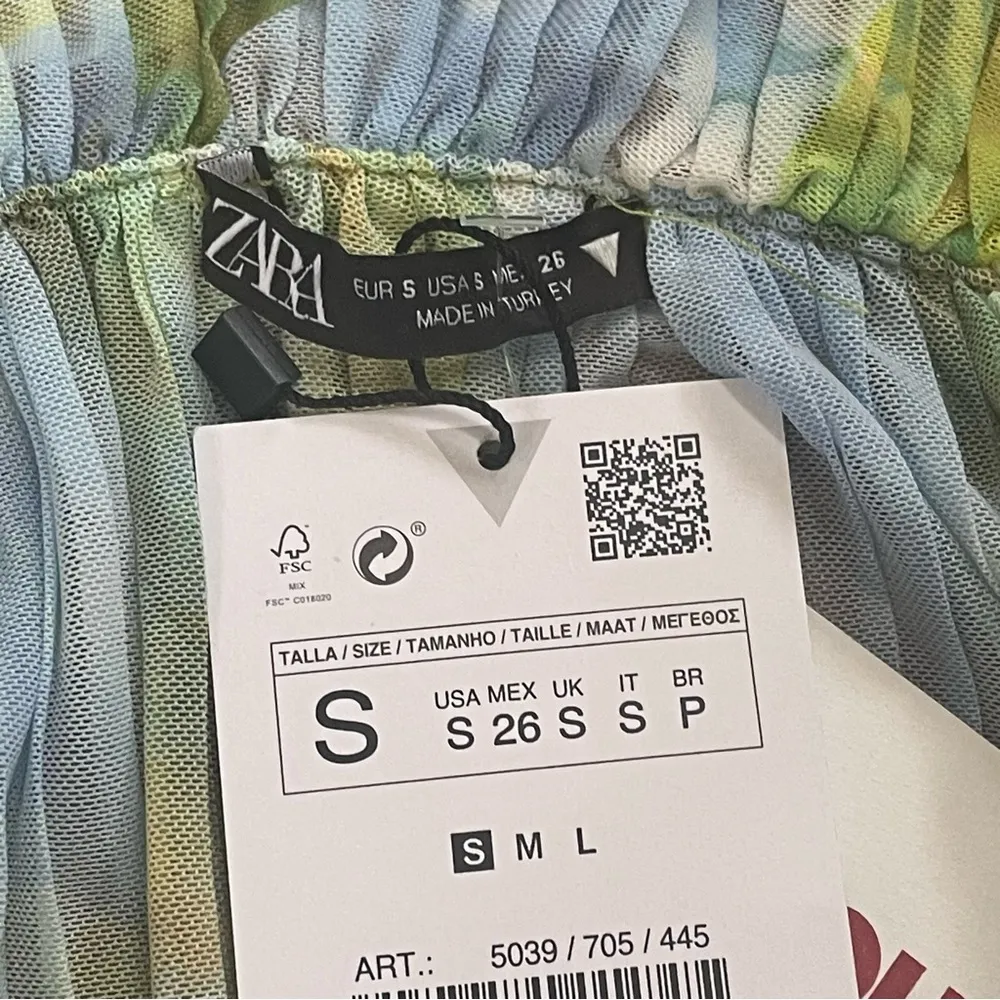 ZARA
EUR S USA S MEX 26
MADE IN TURKEY
®
FSC
MIX
FSC™ C018020
TALLA / SIZE / TAMANHO / TAILLE / MAAT / ΜΕΓΕΘΟΣ
S
USA MEX UK IT BR
S 26 S S P
S M L
ART.: 5039 / 705 / 445